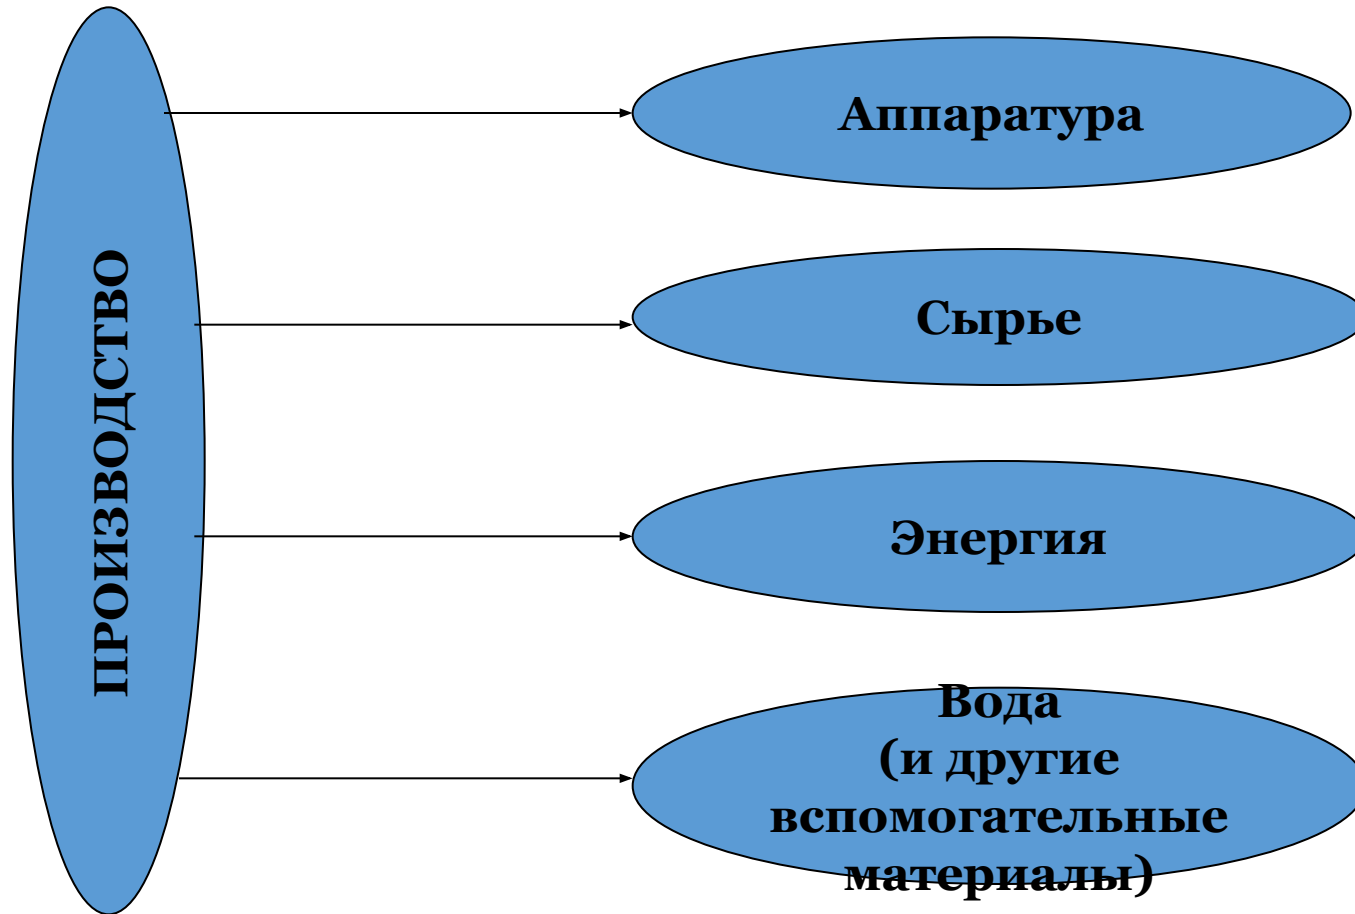 ПРОИЗВОДСТВО
Аппаратура
Сырье
Энергия
Вода
(и другие
вспомогательные
материалы)